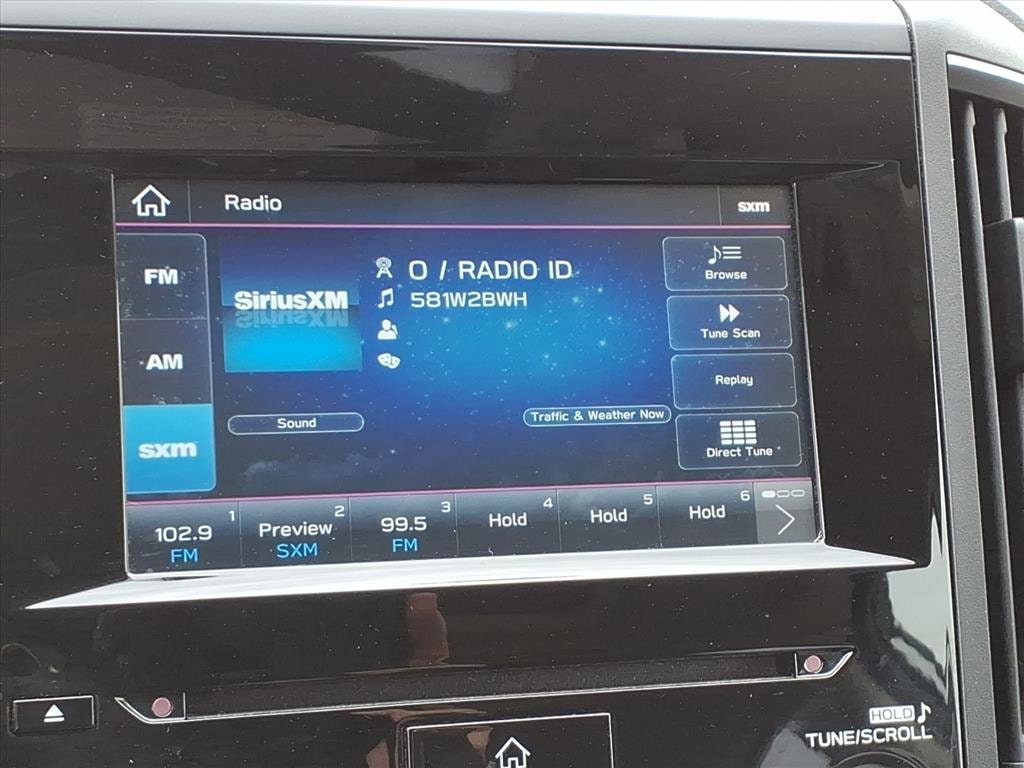 Radio
sxm
FM
AM
sxm
SiriusXM
0 / RADIO ID
581W2BWH
Browse
Tune Scan
Replay
Direct Tune
Sound
Traffic & Weather Now
1
102.9
FM
2
Preview
SXM
3
99.5
FM
4
Hold
5
Hold
6
Hold
HOLD
TUNE/SCROLL